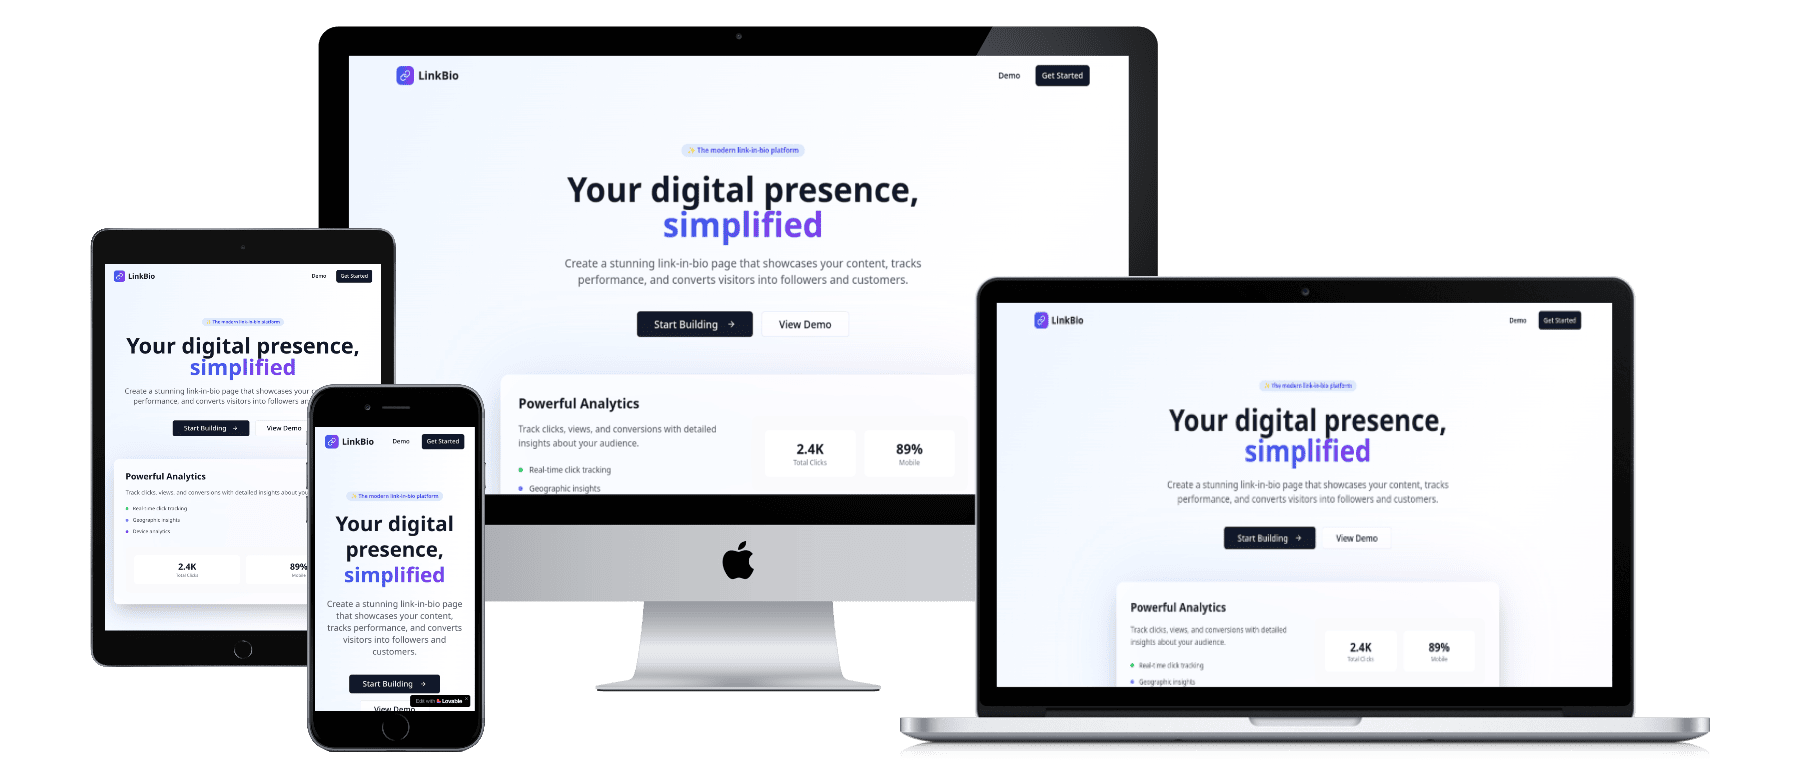 LinkBio
Demo
Get Started
✨ The modern link-in-bio platform
Your digital presence,
simplified
Create a stunning link-in-bio page that showcases your content, tracks
performance, and converts visitors into followers and customers.
Start Building →
View Demo
Powerful Analytics
Track clicks, views, and conversions with detailed
insights about your audience.
Real-time click tracking
Geographic insights
2.4K
Total Clicks
89%
Mobile
LinkBio
Demo
Get Started
The modern link-in-bio platform
Your digital presence,
simplified
Create a stunning link-in-bio page that showcases your
performance, and converts visitors into followers
Start Building →
View Demo
Powerful Analytics
Track clicks, views, and conversions with detailed insights about
Real-time click tracking
Geographic insights
Device analytics
2.4K
Total Clicks
89%
LinkBio
Demo
Get Started
✨ The modern link-in-bio platform
Your digital
presence,
simplified
Create a stunning link-in-bio page
that showcases your content,
tracks performance, and converts
visitors into followers and
customers.
Start Building →
Edit with Lovable
View Demo
LinkBio
Demo
Get Started
✨ The modern link-in-bio platform
Your digital presence,
simplified
Create a stunning link-in-bio page that showcases your content, tracks
performance, and converts visitors into followers and customers.
Start Building →
View Demo
Powerful Analytics
Track clicks, views, and conversions with detailed
insights about your audience.
Real-time click tracking
Geographic insights
2.4K
Total Clicks
89%
Mobile